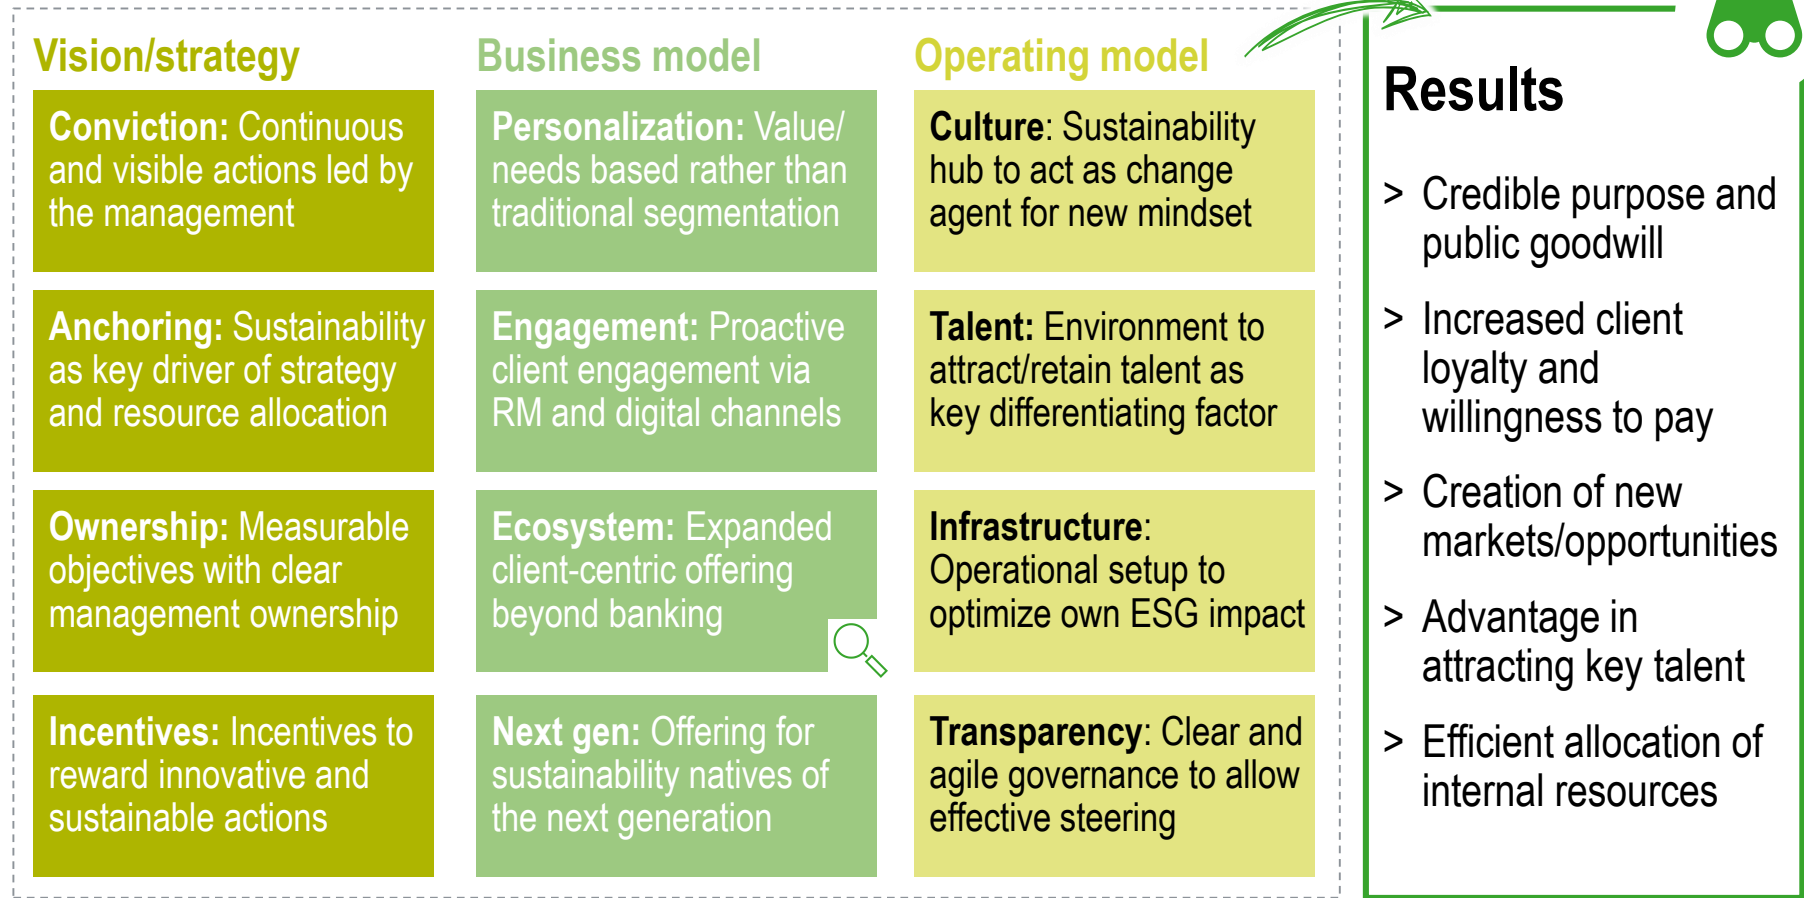 Vision/strategy
Conviction: Continuous
and visible actions led by
the management
Anchoring: Sustainability
as key driver of strategy
and resource allocation
Ownership: Measurable
objectives with clear
management ownership
Incentives: Incentives to
reward innovative and
sustainable actions
Business model
Personalization: Value/
needs based rather than
traditional segmentation
Engagement: Proactive
client engagement via
RM and digital channels
Ecosystem: Expanded
client-centric offering
beyond banking
Next gen: Offering for
sustainability natives of
the next generation
Operating model
Culture: Sustainability
hub to act as change
agent for new mindset
Talent: Environment to
attract/retain talent as
key differentiating factor
Infrastructure:
Operational setup to
optimize own ESG impact
Transparency: Clear and
agile governance to allow
effective steering
Results
> Credible purpose and
public goodwill
> Increased client
loyalty and
willingness to pay
> Creation of new
markets/opportunities
> Advantage in
attracting key talent
> Efficient allocation of
internal resources